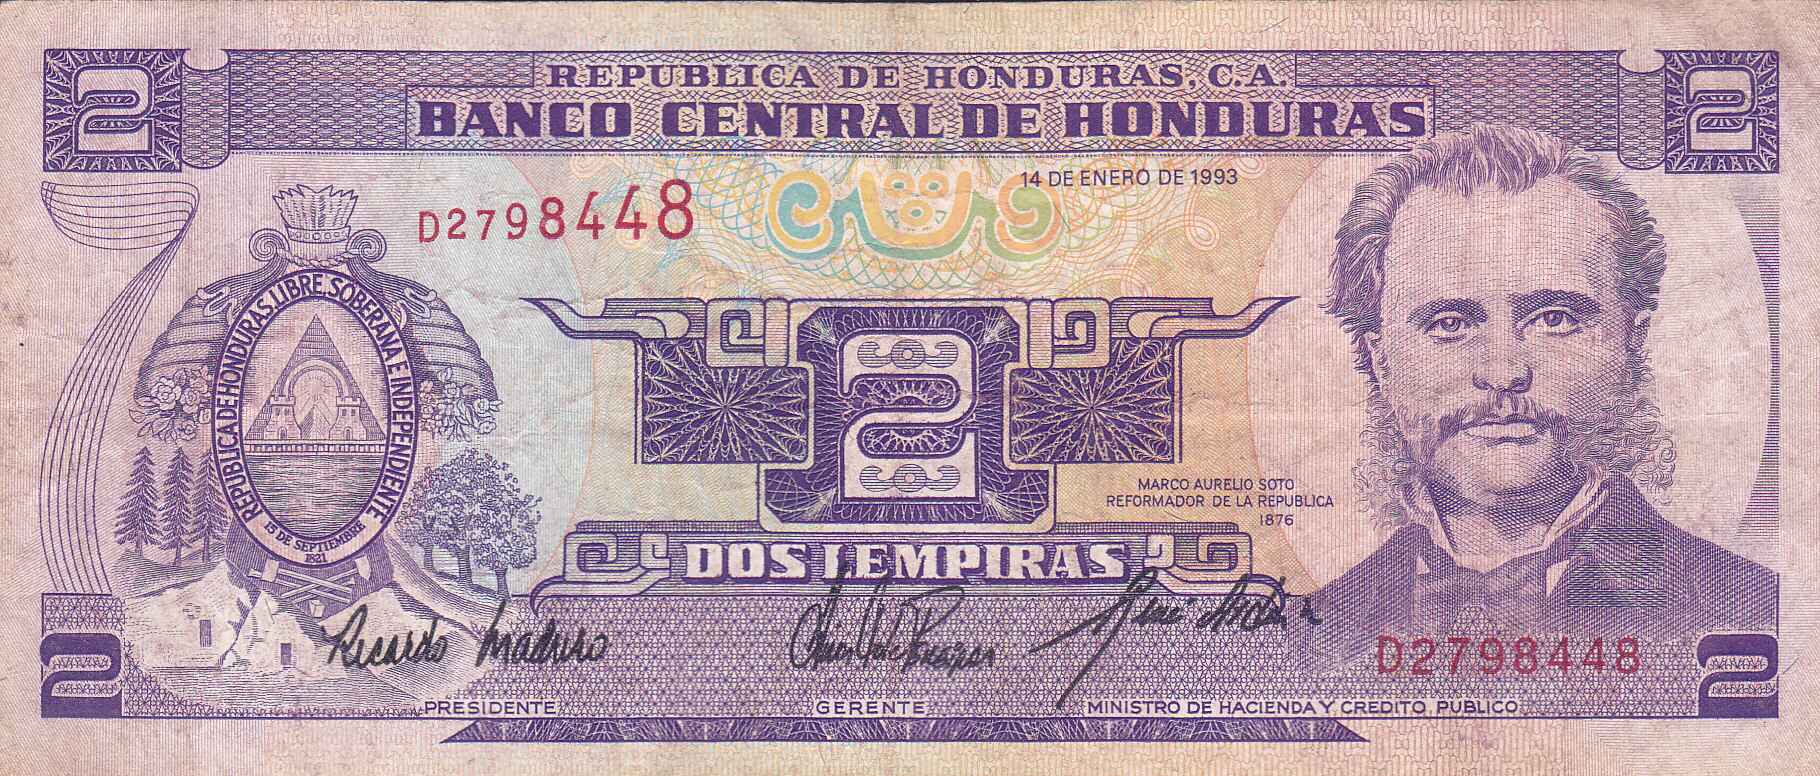 2 2
REPUBLICA DE HONDURAS, C.A.
BANCO CENTRAL DE HONDURAS
14 DE ENERO DE 1993
D2798448
REPUBLICA DE HONDURAS, LIBRE, SOBERANA E INDEPENDIENTE
15 DE SEPTIEMBRE
1821
2
MARCO AURELIO SOTO
REFORMADOR DE LA REPUBLICA
1876
DOS LEMPIRAS
Ricardo Maduro
D2798448
2 2
PRESIDENTE GERENTE MINISTRO DE HACIENDA Y CREDITO PUBLICO